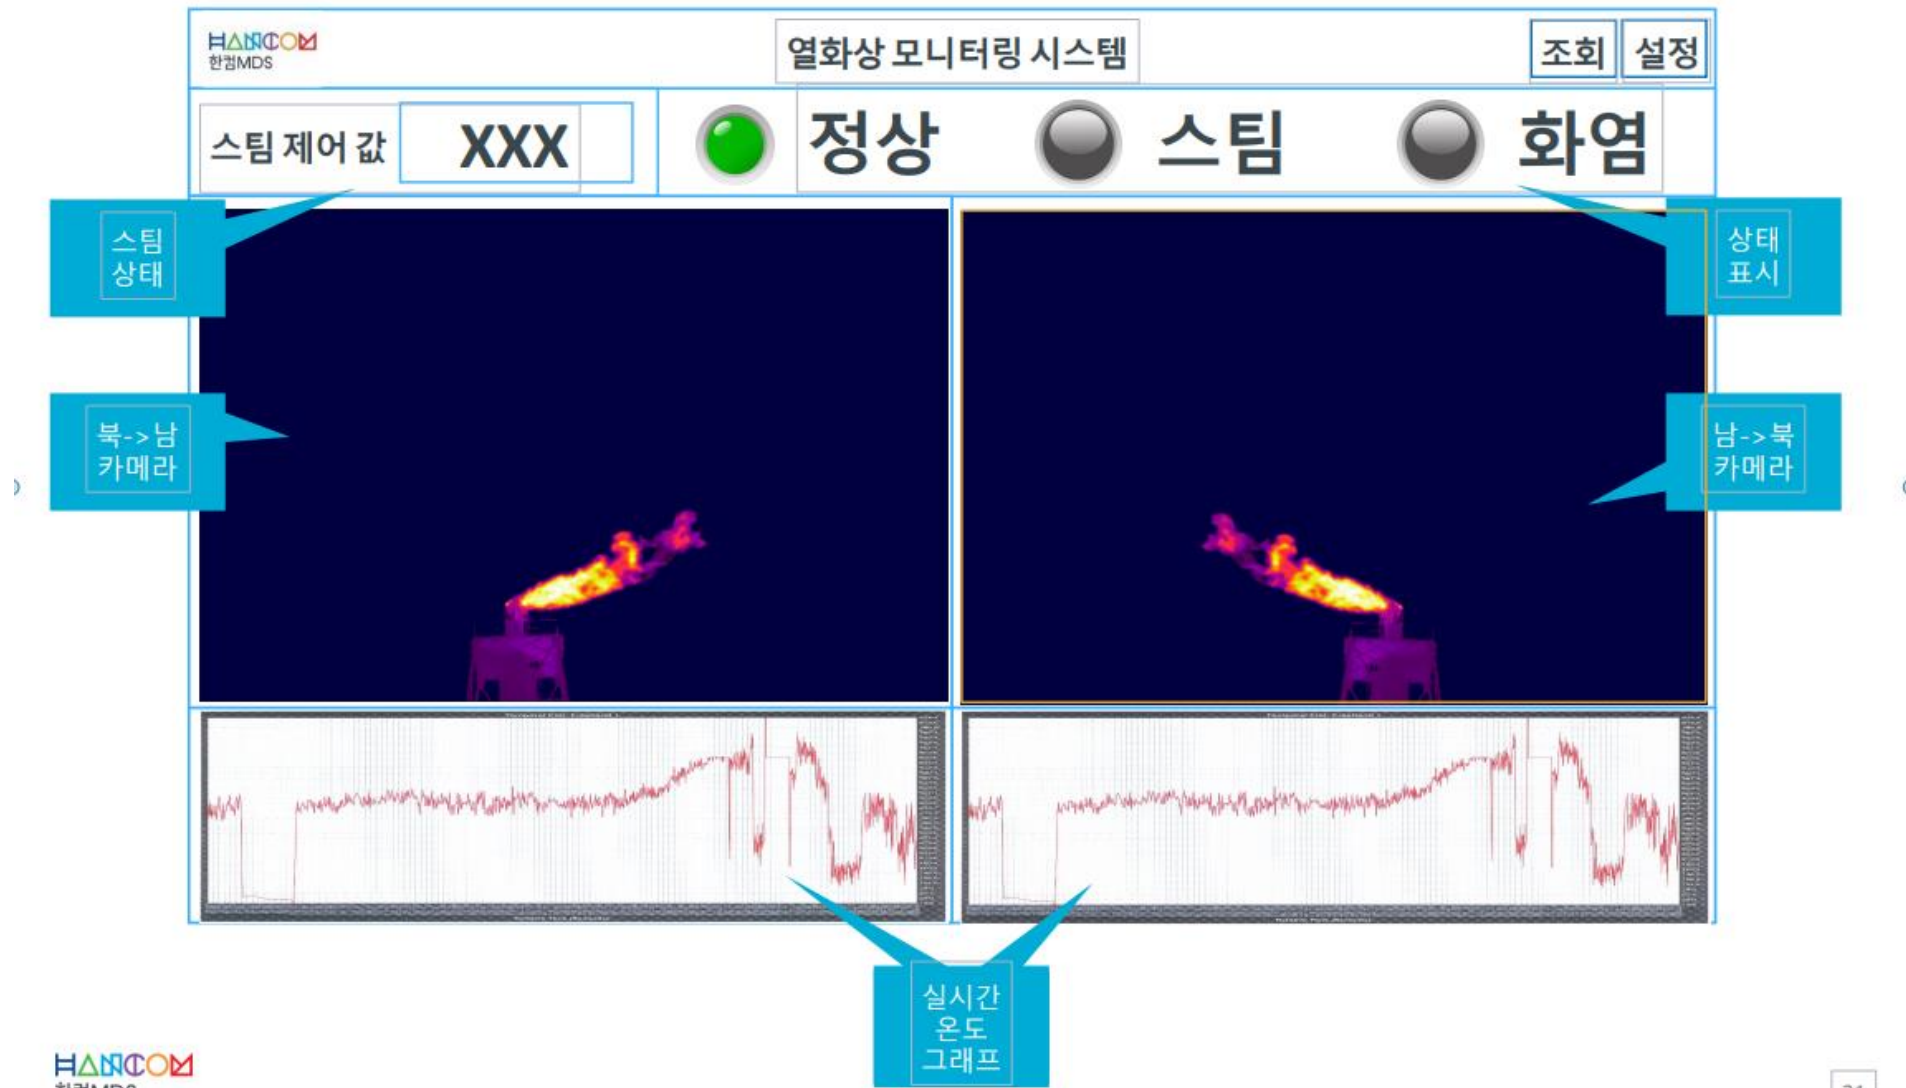 HANCOM
한컴MDS
열화상 모니터링 시스템
조회
설정
스팀 제어 값
XXX
정상
스팀
화염
스팀
상태
상태
표시
북->남
카메라
남->북
카메라
실시간
온도
그래프
HANCOM